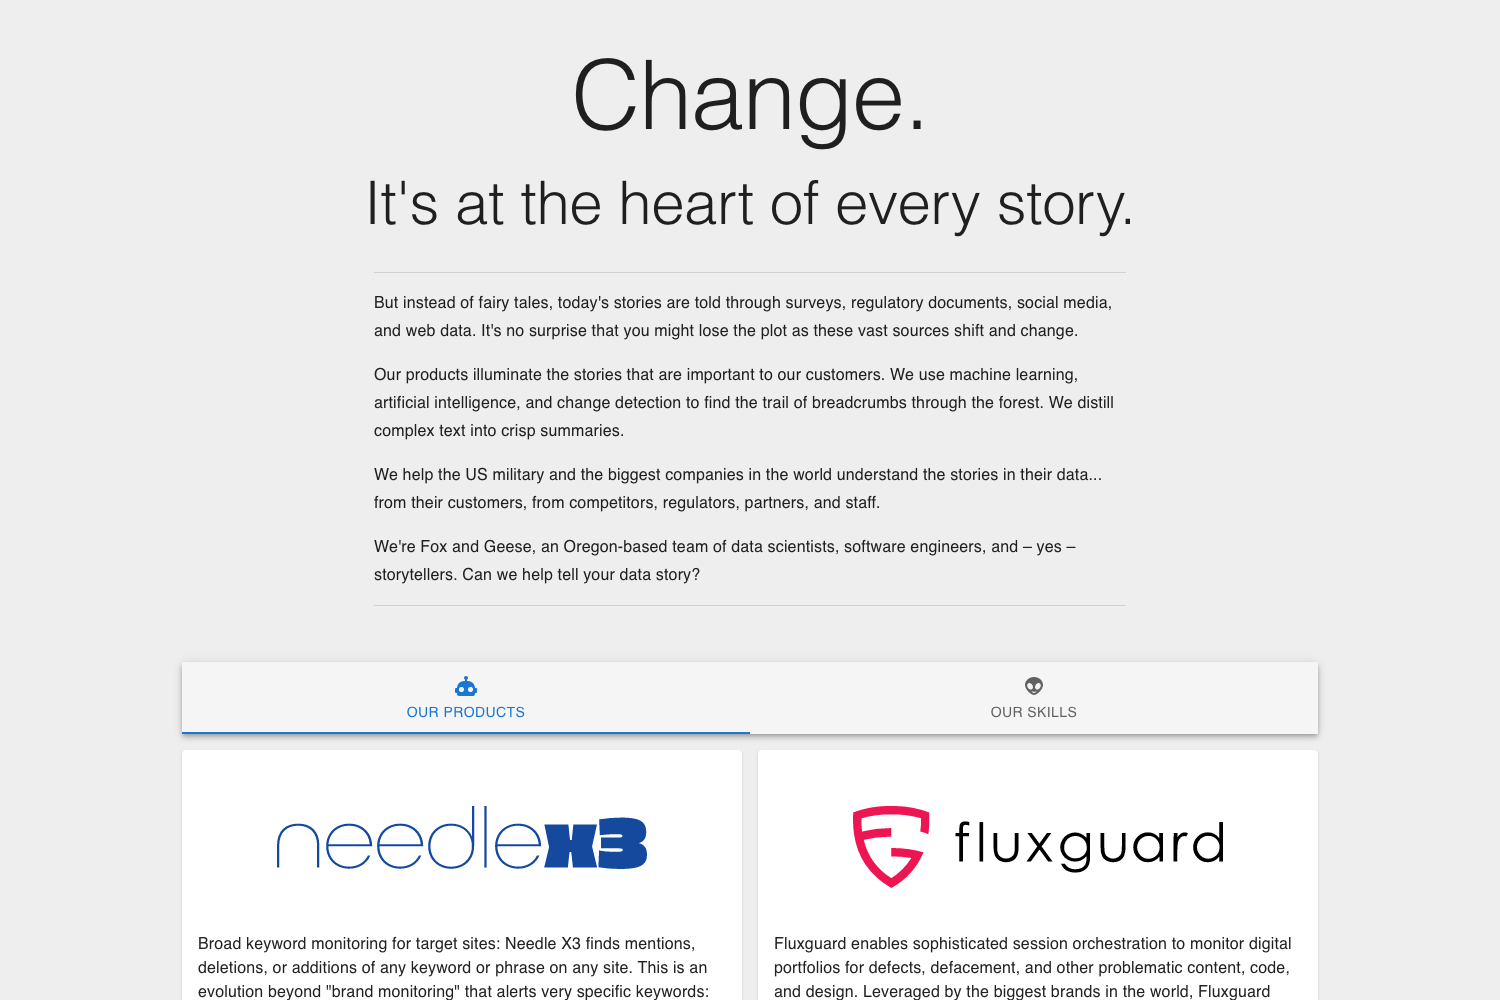 Change.
It's at the heart of every story.
But instead of fairy tales, today's stories are told through surveys, regulatory documents, social media,
and web data. It's no surprise that you might lose the plot as these vast sources shift and change.
Our products illuminate the stories that are important to our customers. We use machine learning,
artificial intelligence, and change detection to find the trail of breadcrumbs through the forest. We distill
complex text into crisp summaries.
We help the US military and the biggest companies in the world understand the stories in their data...
from their customers, from competitors, regulators, partners, and staff.
We're Fox and Geese, an Oregon-based team of data scientists, software engineers, and – yes –
storytellers. Can we help tell your data story?
OUR PRODUCTS
OUR SKILLS
needlex3
Broad keyword monitoring for target sites: Needle X3 finds mentions,
deletions, or additions of any keyword or phrase on any site. This is an
evolution beyond "brand monitoring" that alerts very specific keywords:
fluxguard
Fluxguard enables sophisticated session orchestration to monitor digital
portfolios for defects, defacement, and other problematic content, code,
and design. Leveraged by the biggest brands in the world, Fluxguard